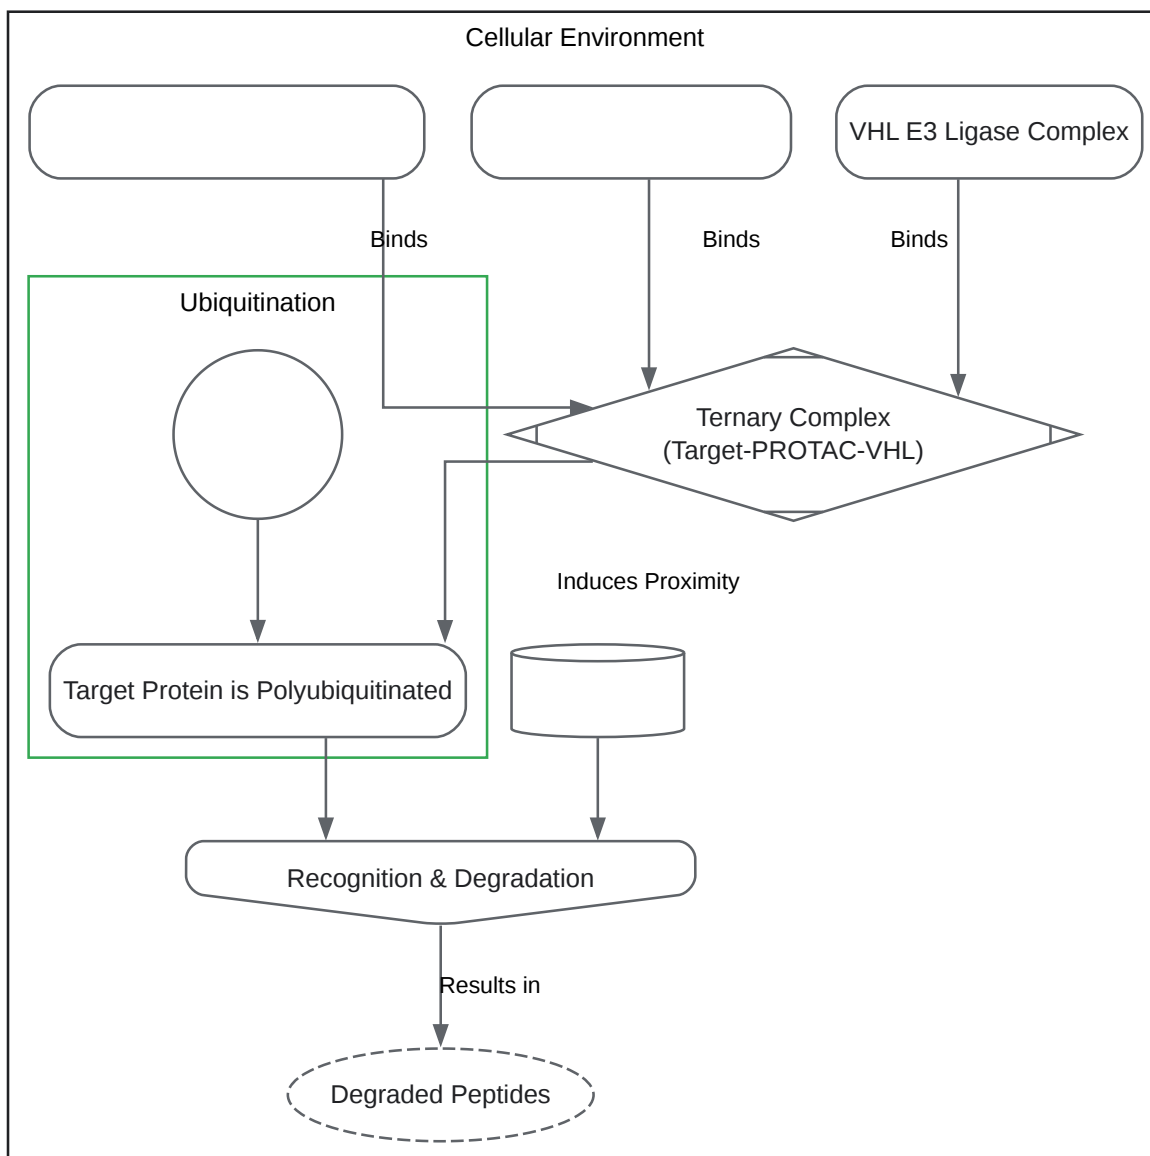 Cellular Environment
VHL E3 Ligase Complex
Binds
Binds
Binds
Ubiquitination
Ternary Complex
(Target-PROTAC-VHL)
Induces Proximity
Target Protein is Polyubiquitinated
Recognition & Degradation
Results in
Degraded Peptides